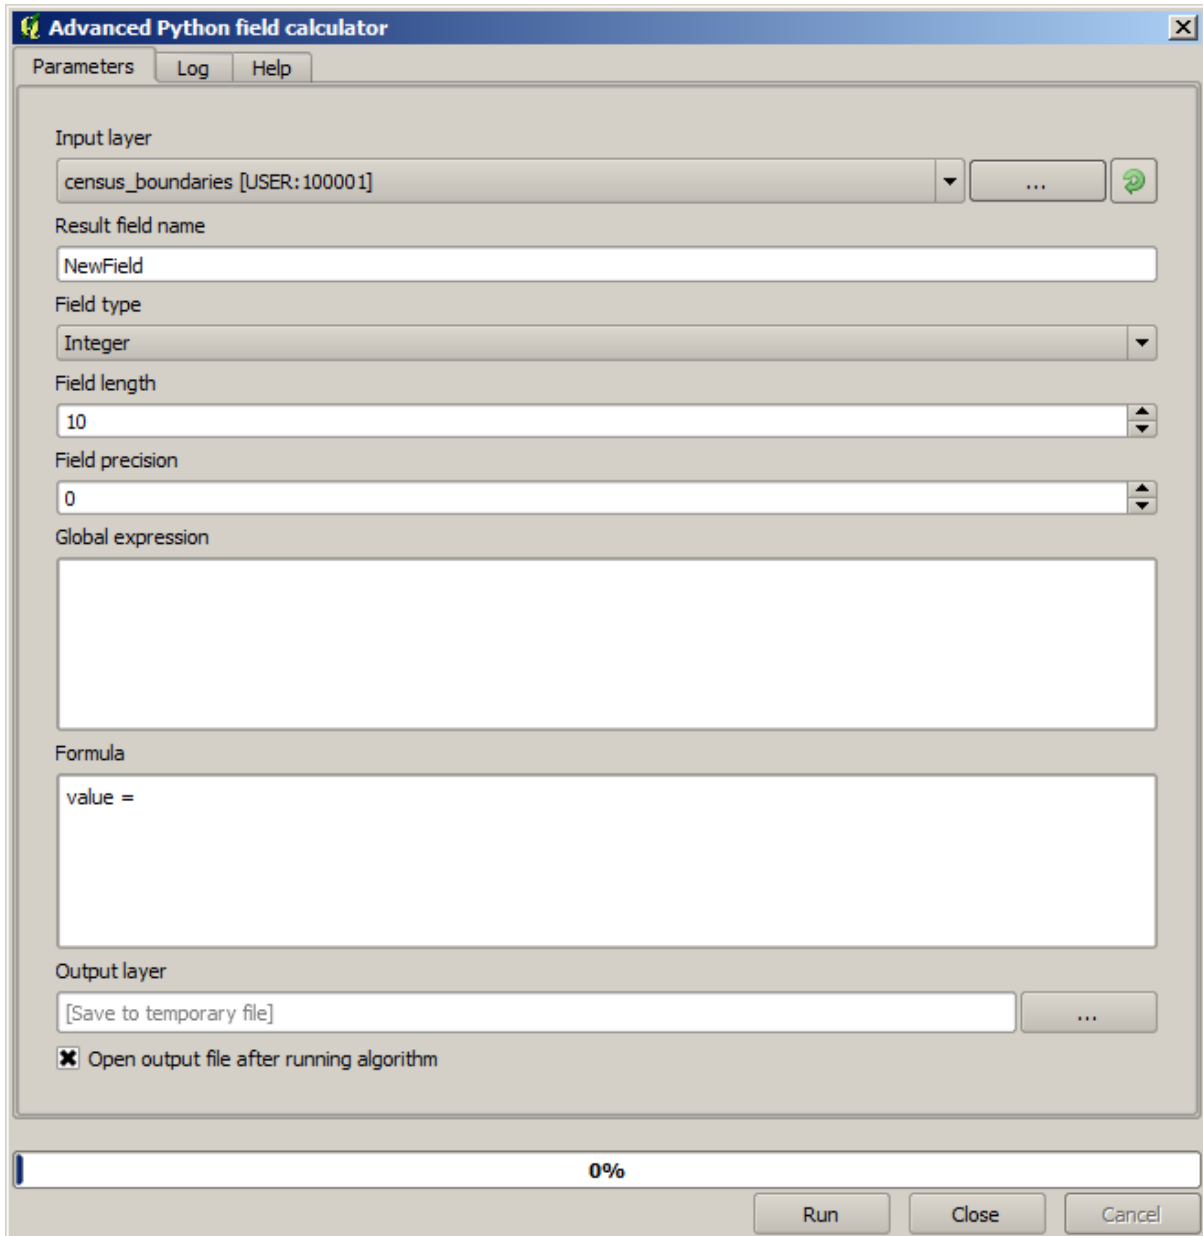 Advanced Python field calculator
Parameters Log Help
Input layer
census_boundaries [USER:100001] ...
Result field name
NewField
Field type
Integer
Field length
10
Field precision
0
Global expression
Formula
value =
Output layer
[Save to temporary file] ...
Open output file after running algorithm
0%
Run Close Cancel